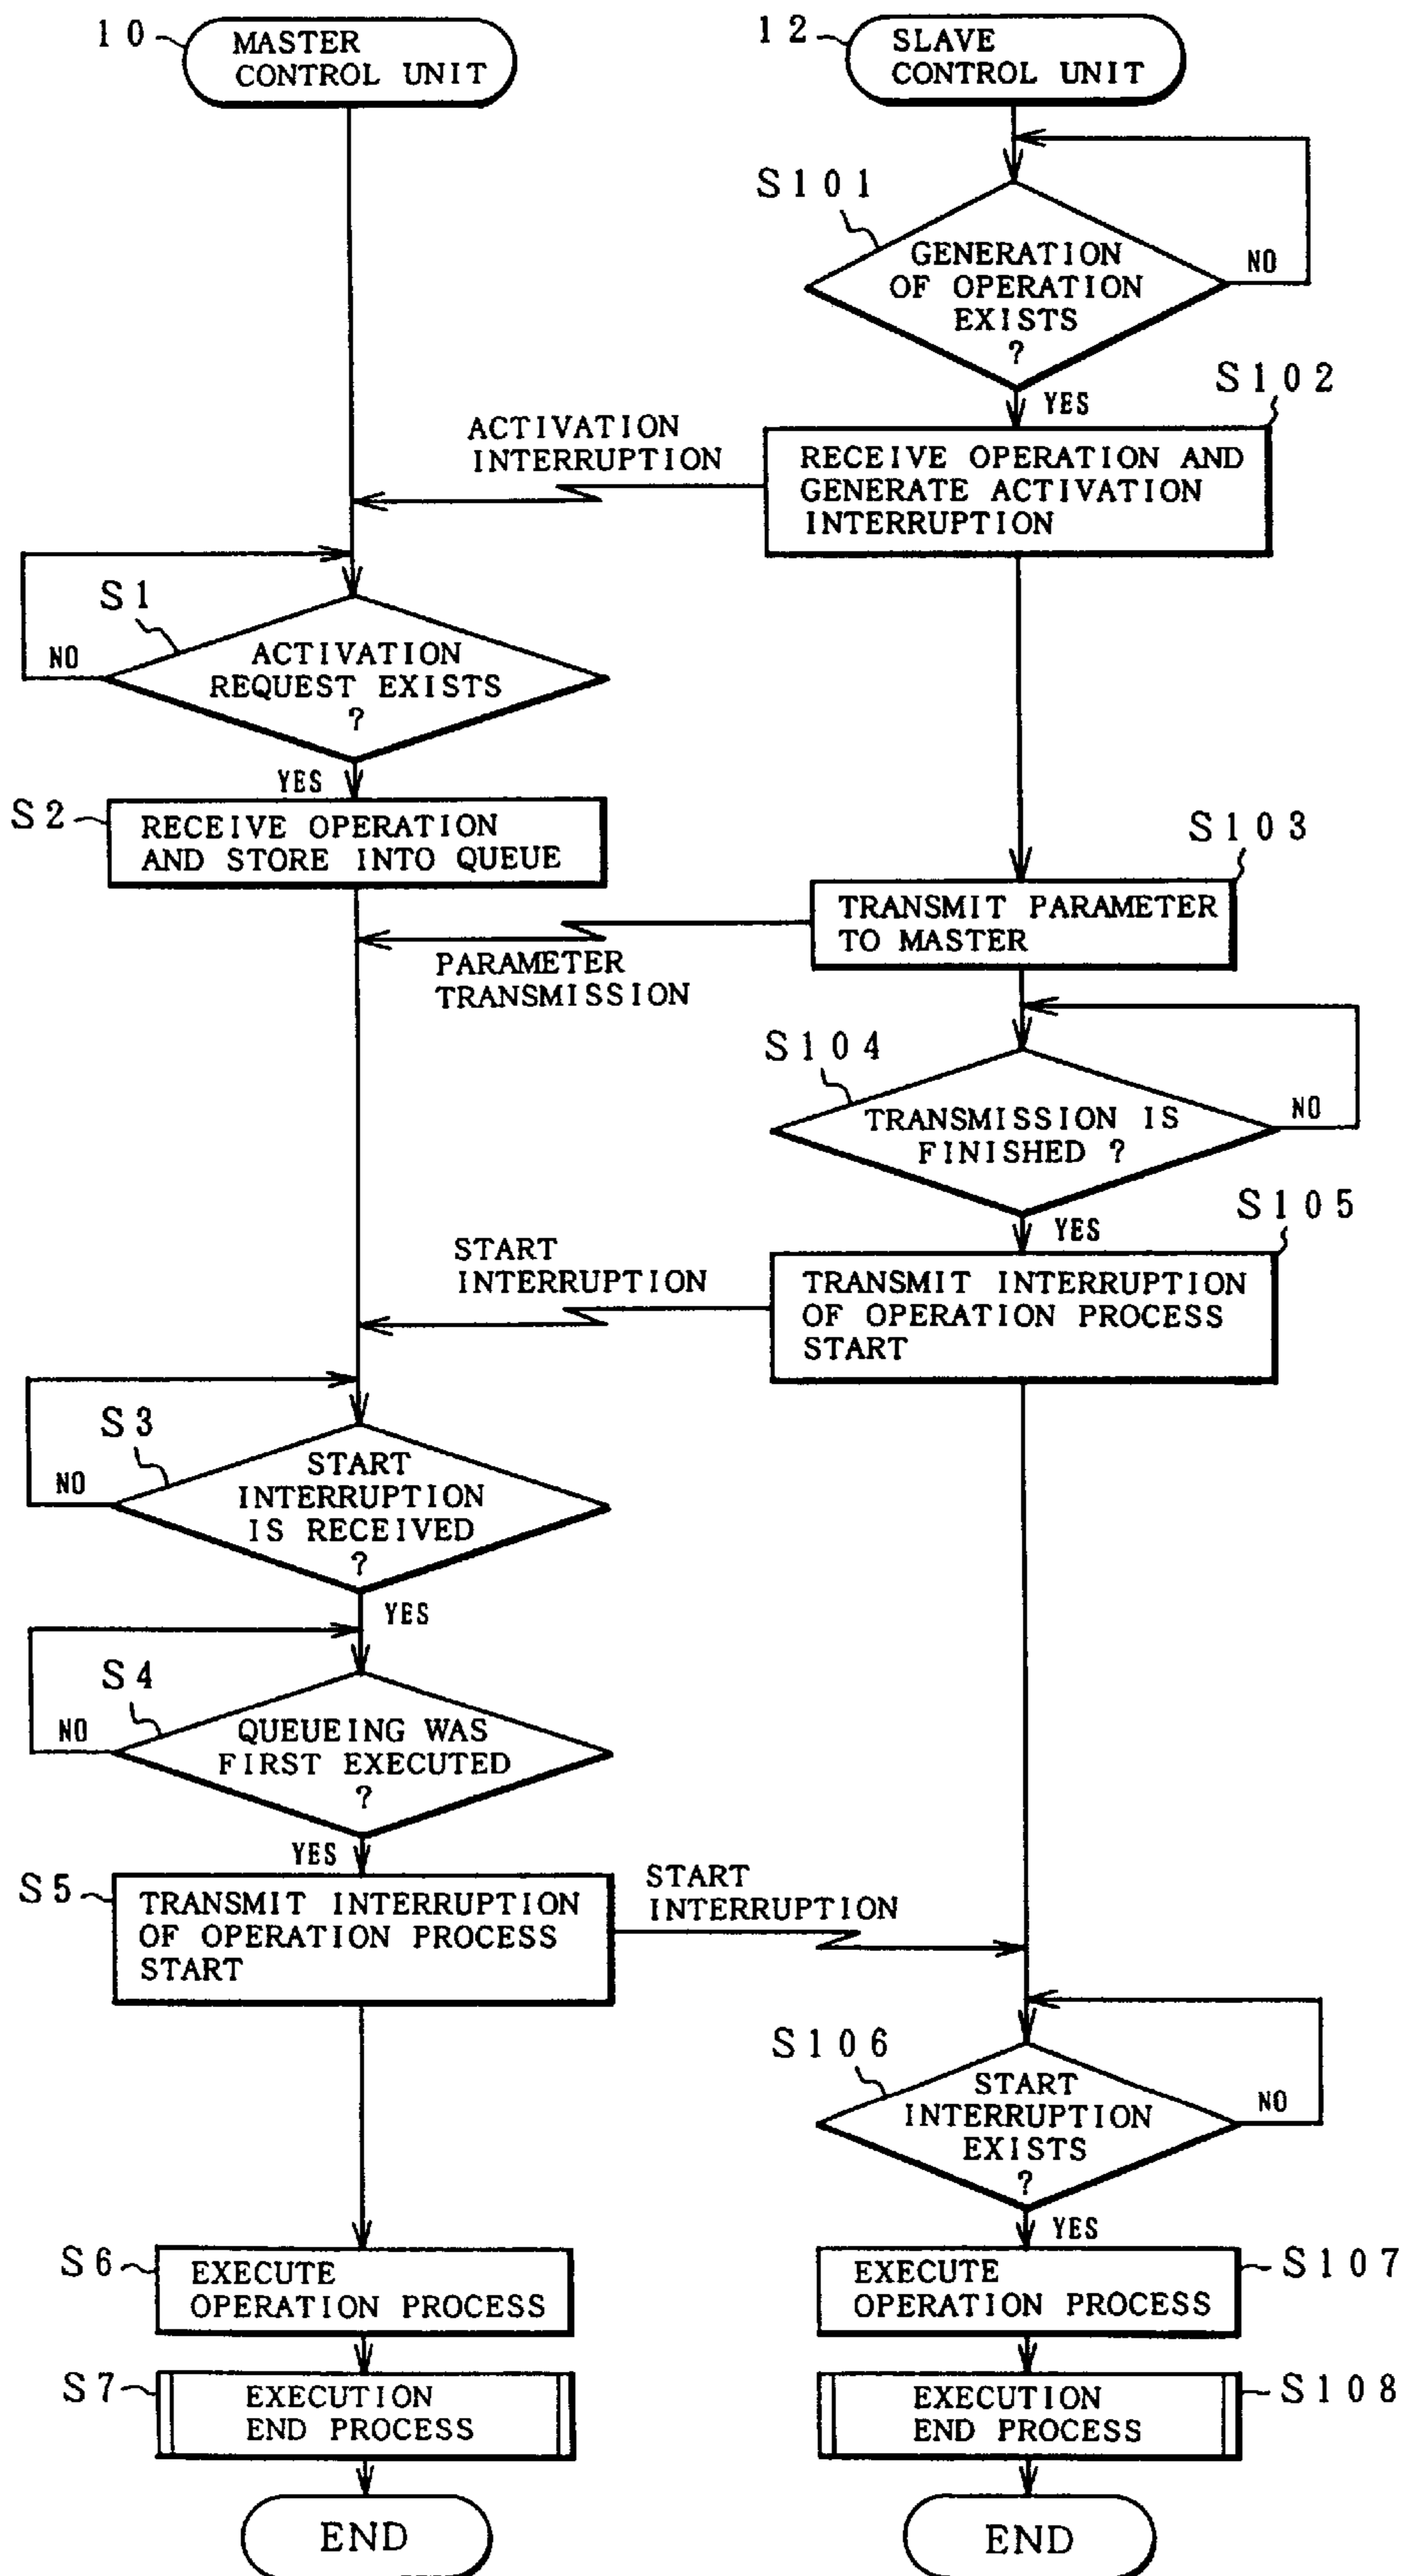 10
MASTER
CONTROL UNIT
12
SLAVE
CONTROL UNIT
S101
GENERATION
OF OPERATION
EXISTS
?
NO
YES
S102
RECEIVE OPERATION AND
GENERATE ACTIVATION
INTERRUPTION
ACTIVATION
INTERRUPTION
S1
ACTIVATION
REQUEST EXISTS
?
NO
YES
S2
RECEIVE OPERATION
AND STORE INTO QUEUE
S103
TRANSMIT PARAMETER
TO MASTER
PARAMETER
TRANSMISSION
S104
TRANSMISSION IS
FINISHED ?
NO
YES
S105
TRANSMIT INTERRUPTION
OF OPERATION PROCESS
START
START
INTERRUPTION
S3
START
INTERRUPTION
IS RECEIVED
?
NO
YES
S4
QUEUEING WAS
FIRST EXECUTED
?
NO
YES
S5
TRANSMIT INTERRUPTION
OF OPERATION PROCESS
START
START
INTERRUPTION
S106
START
INTERRUPTION
EXISTS
?
NO
YES
S6
EXECUTE
OPERATION PROCESS
EXECUTE
OPERATION PROCESS
S107
S7
EXECUTION
END PROCESS
EXECUTION
END PROCESS
S108
END
END